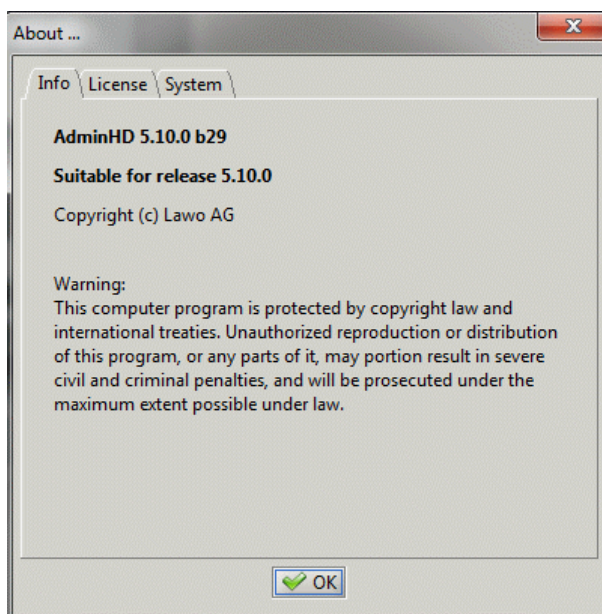 About ...
Info License System
AdminHD 5.10.0 b29
Suitable for release 5.10.0
Copyright (c) Lawo AG
Warning:
This computer program is protected by copyright law and
international treaties. Unauthorized reproduction or distribution
of this program, or any parts of it, may portion result in severe
civil and criminal penalties, and will be prosecuted under the
maximum extent possible under law.
OK